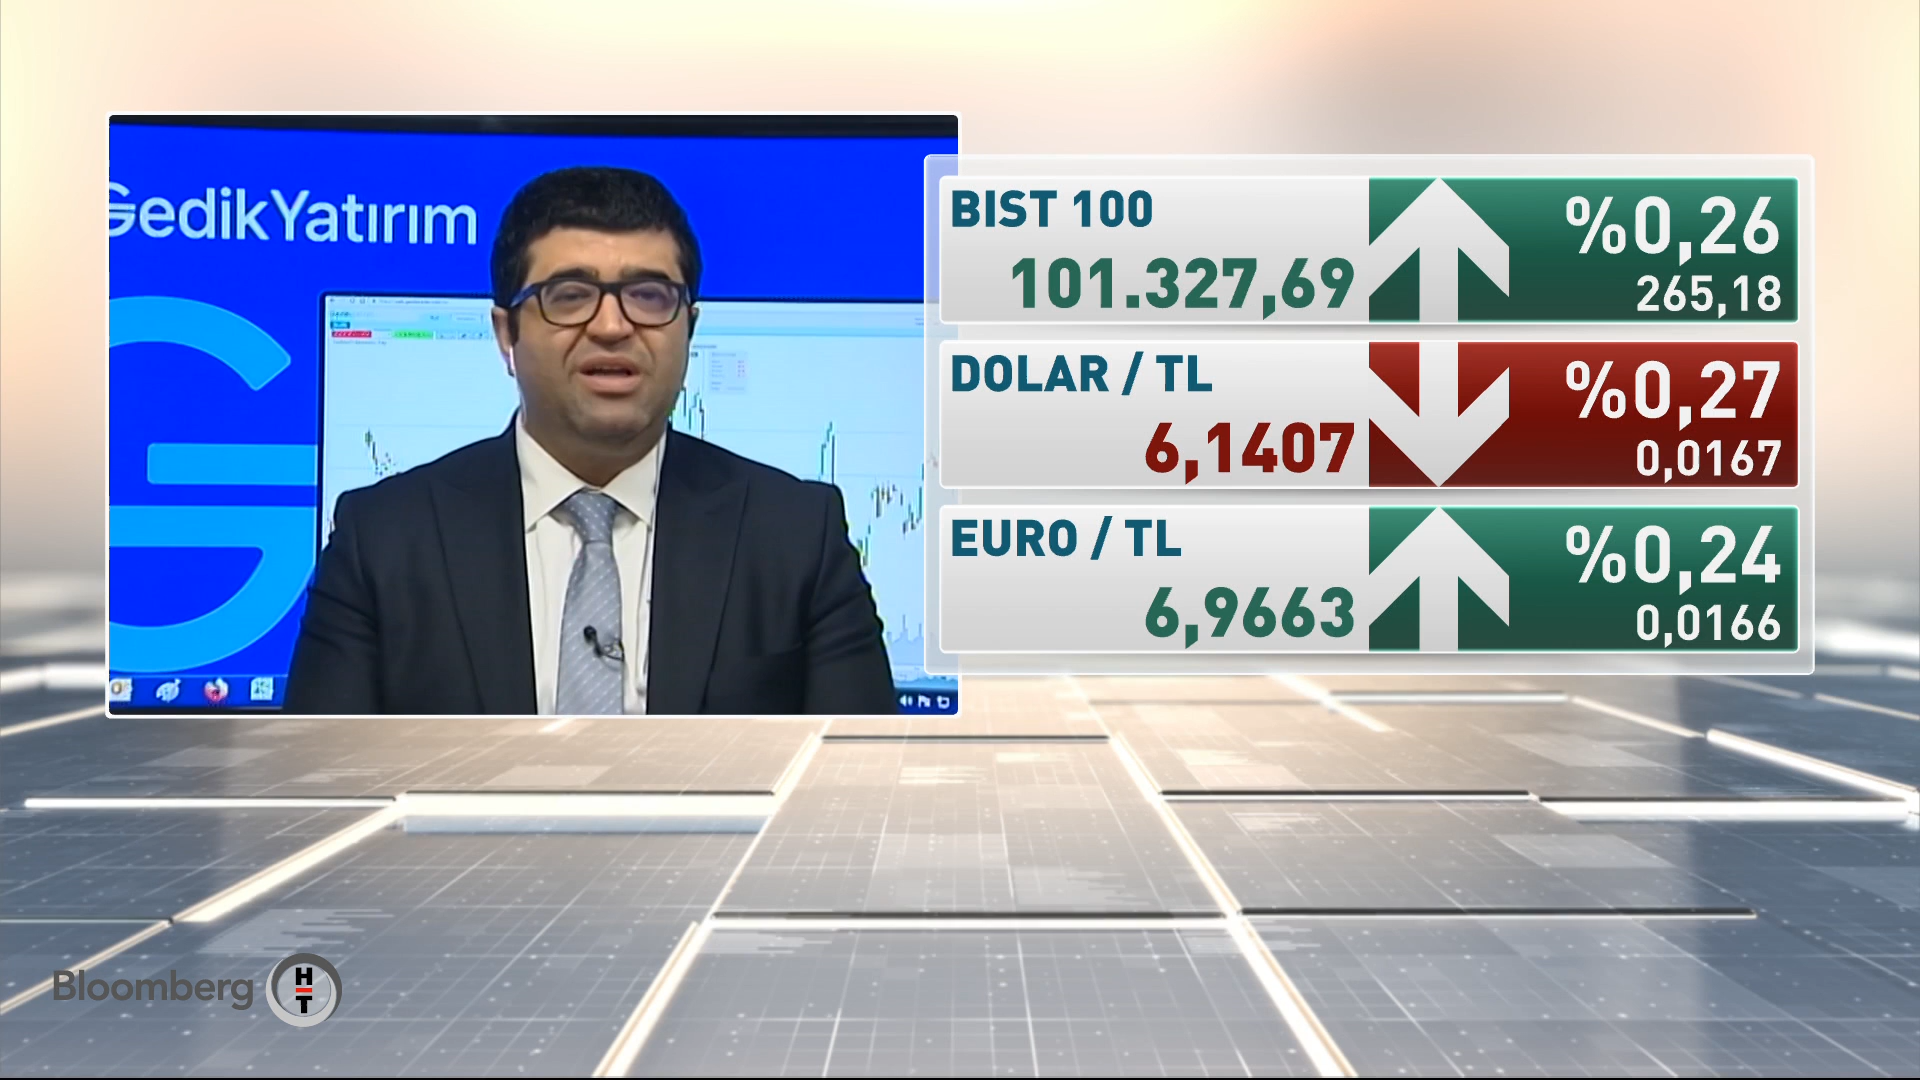 GedikYatırım
BIST 100
101.327,69
%0,26
265,18
DOLAR / TL
6,1407
%0,27
0,0167
EURO / TL
6,9663
%0,24
0,0166
Bloomberg HT